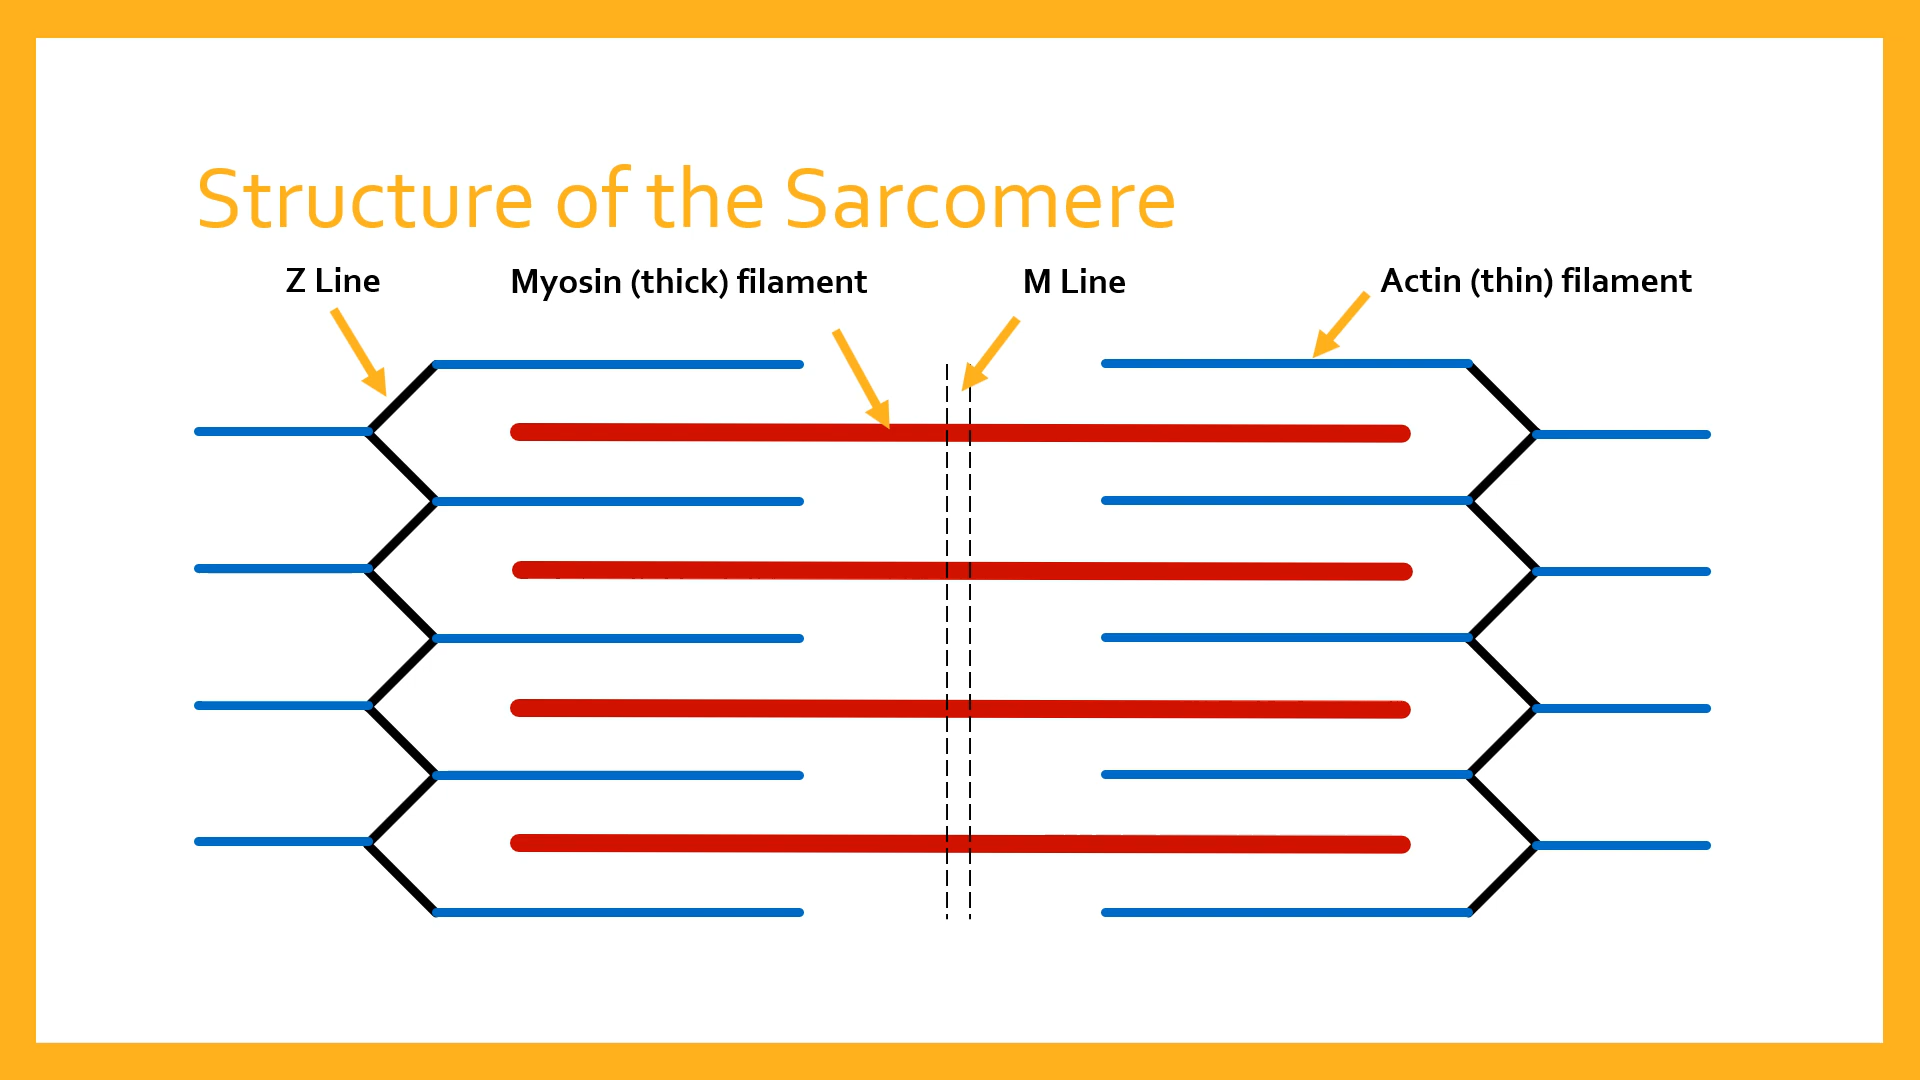 Structure of the Sarcomere
Z Line
Myosin (thick) filament
M Line
Actin (thin) filament